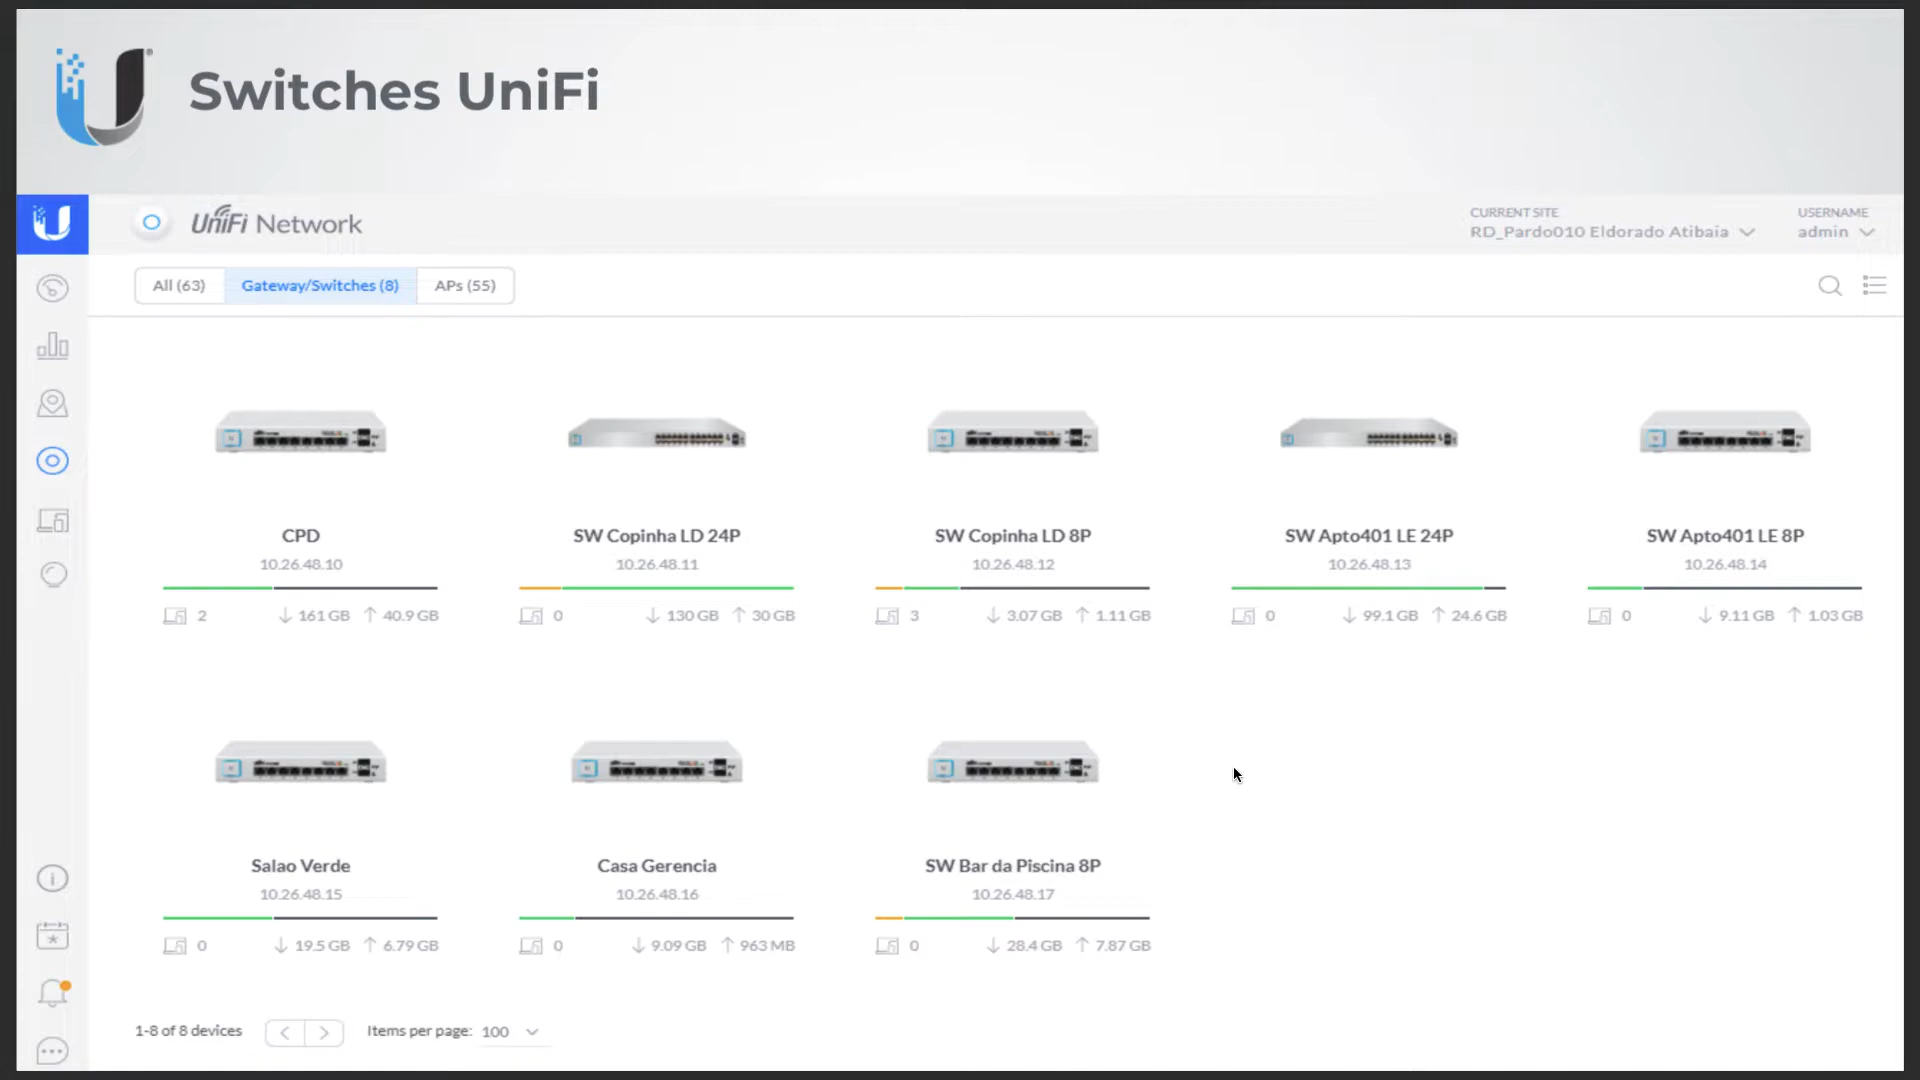 Switches UniFi
UniFi Network
CURRENT SITE
RD_Pardo010 Eldorado Atibaia
USERNAME
admin
All (63)
Gateway/Switches (8)
APs (55)
CPD
10.26.48.10
2 161 GB 40.9 GB
SW Copinha LD 24P
10.26.48.11
0 130 GB 30 GB
SW Copinha LD 8P
10.26.48.12
3 3.07 GB 1.11 GB
SW Apto401 LE 24P
10.26.48.13
0 99.1 GB 24.6 GB
SW Apto401 LE 8P
10.26.48.14
0 9.11 GB 1.03 GB
Salao Verde
10.26.48.15
0 19.5 GB 6.79 GB
Casa Gerencia
10.26.48.16
0 9.09 GB 963 MB
SW Bar da Piscina 8P
10.26.48.17
0 28.4 GB 7.87 GB
1-8 of 8 devices
Items per page: 100